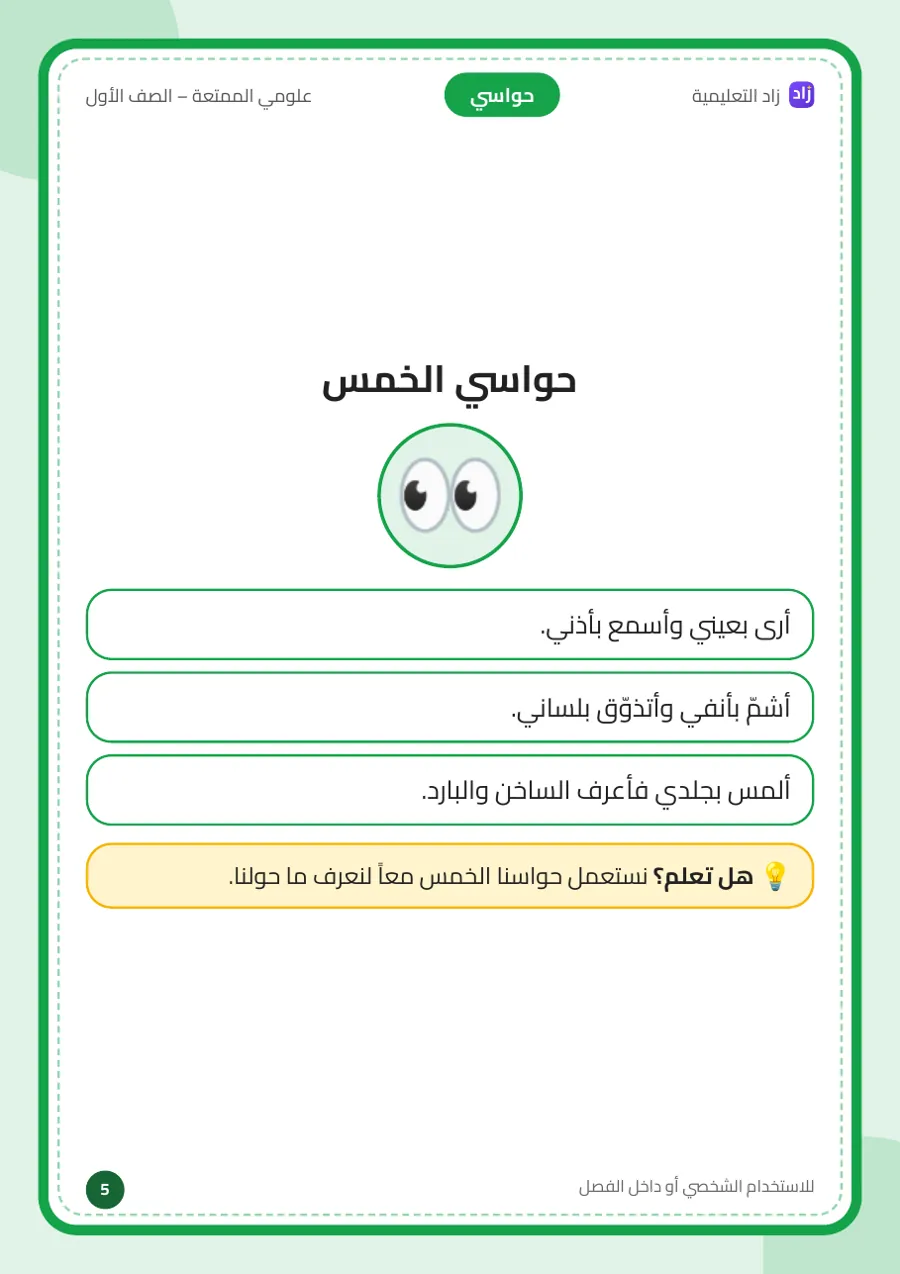 زاد زاد التعليمية
حواسي
علومي الممتعة – الصف الأول
حواسي الخمس
أرى بعيني وأسمع بأذني.
أشمّ بأنفي وأتذوّق بلساني.
ألمس بجلدي فأعرف الساخن والبارد.
هل تعلم؟ نستعمل حواسنا الخمس معاً لنعرف ما حولنا.
للاستخدام الشخصي أو داخل الفصل
5